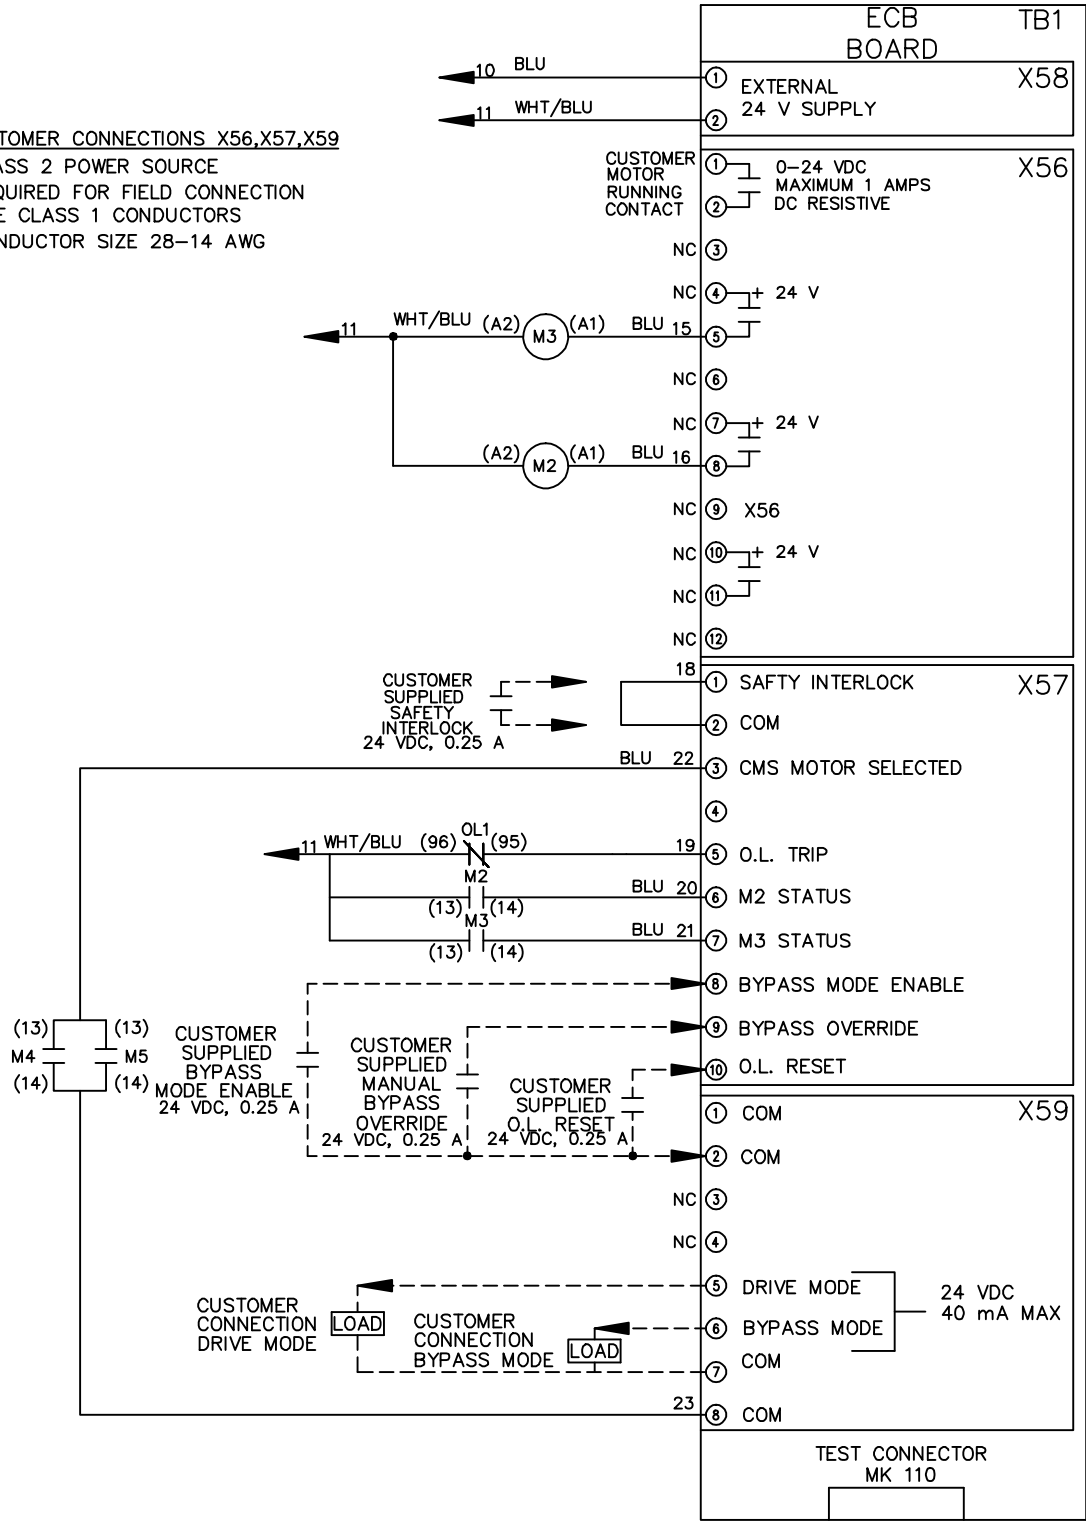 ECB BOARD
TB1
10 BLU
1 EXTERNAL
X58
11 WHT/BLU
2 24 V SUPPLY
TOMER CONNECTIONS X56,X57,X59
ASS 2 POWER SOURCE
QUIRED FOR FIELD CONNECTION
E CLASS 1 CONDUCTORS
NDUCTOR SIZE 28-14 AWG
CUSTOMER
MOTOR
RUNNING
CONTACT
1 0-24 VDC
MAXIMUM 1 AMPS
2 DC RESISTIVE
X56
NC 3
NC 4 + 24 V
11 WHT/BLU (A2) M3 (A1) BLU 15 5
NC 6
NC 7 + 24 V
(A2) M2 (A1) BLU 16 8
NC 9 X56
NC 10 + 24 V
NC 11
NC 12
CUSTOMER
SUPPLIED
SAFETY
INTERLOCK
24 VDC, 0.25 A
18 1 SAFTY INTERLOCK
X57
2 COM
BLU 22 3 CMS MOTOR SELECTED
4
11 WHT/BLU (96) OL1 (95) 19 5 O.L. TRIP
M2
(13) (14) BLU 20 6 M2 STATUS
M3
(13) (14) BLU 21 7 M3 STATUS
8 BYPASS MODE ENABLE
9 BYPASS OVERRIDE
10 O.L. RESET
(13) (13)
M4 M5
(14) (14)
CUSTOMER
SUPPLIED
BYPASS
MODE ENABLE
24 VDC, 0.25 A
CUSTOMER
SUPPLIED
MANUAL
BYPASS
OVERRIDE
24 VDC, 0.25 A
CUSTOMER
SUPPLIED
O.L. RESET
24 VDC, 0.25 A
1 COM
X59
2 COM
NC 3
NC 4
5 DRIVE MODE
6 BYPASS MODE
24 VDC
40 mA MAX
7 COM
CUSTOMER
CONNECTION
DRIVE MODE
LOAD
CUSTOMER
CONNECTION
BYPASS MODE
LOAD
23 8 COM
TEST CONNECTOR
MK 110